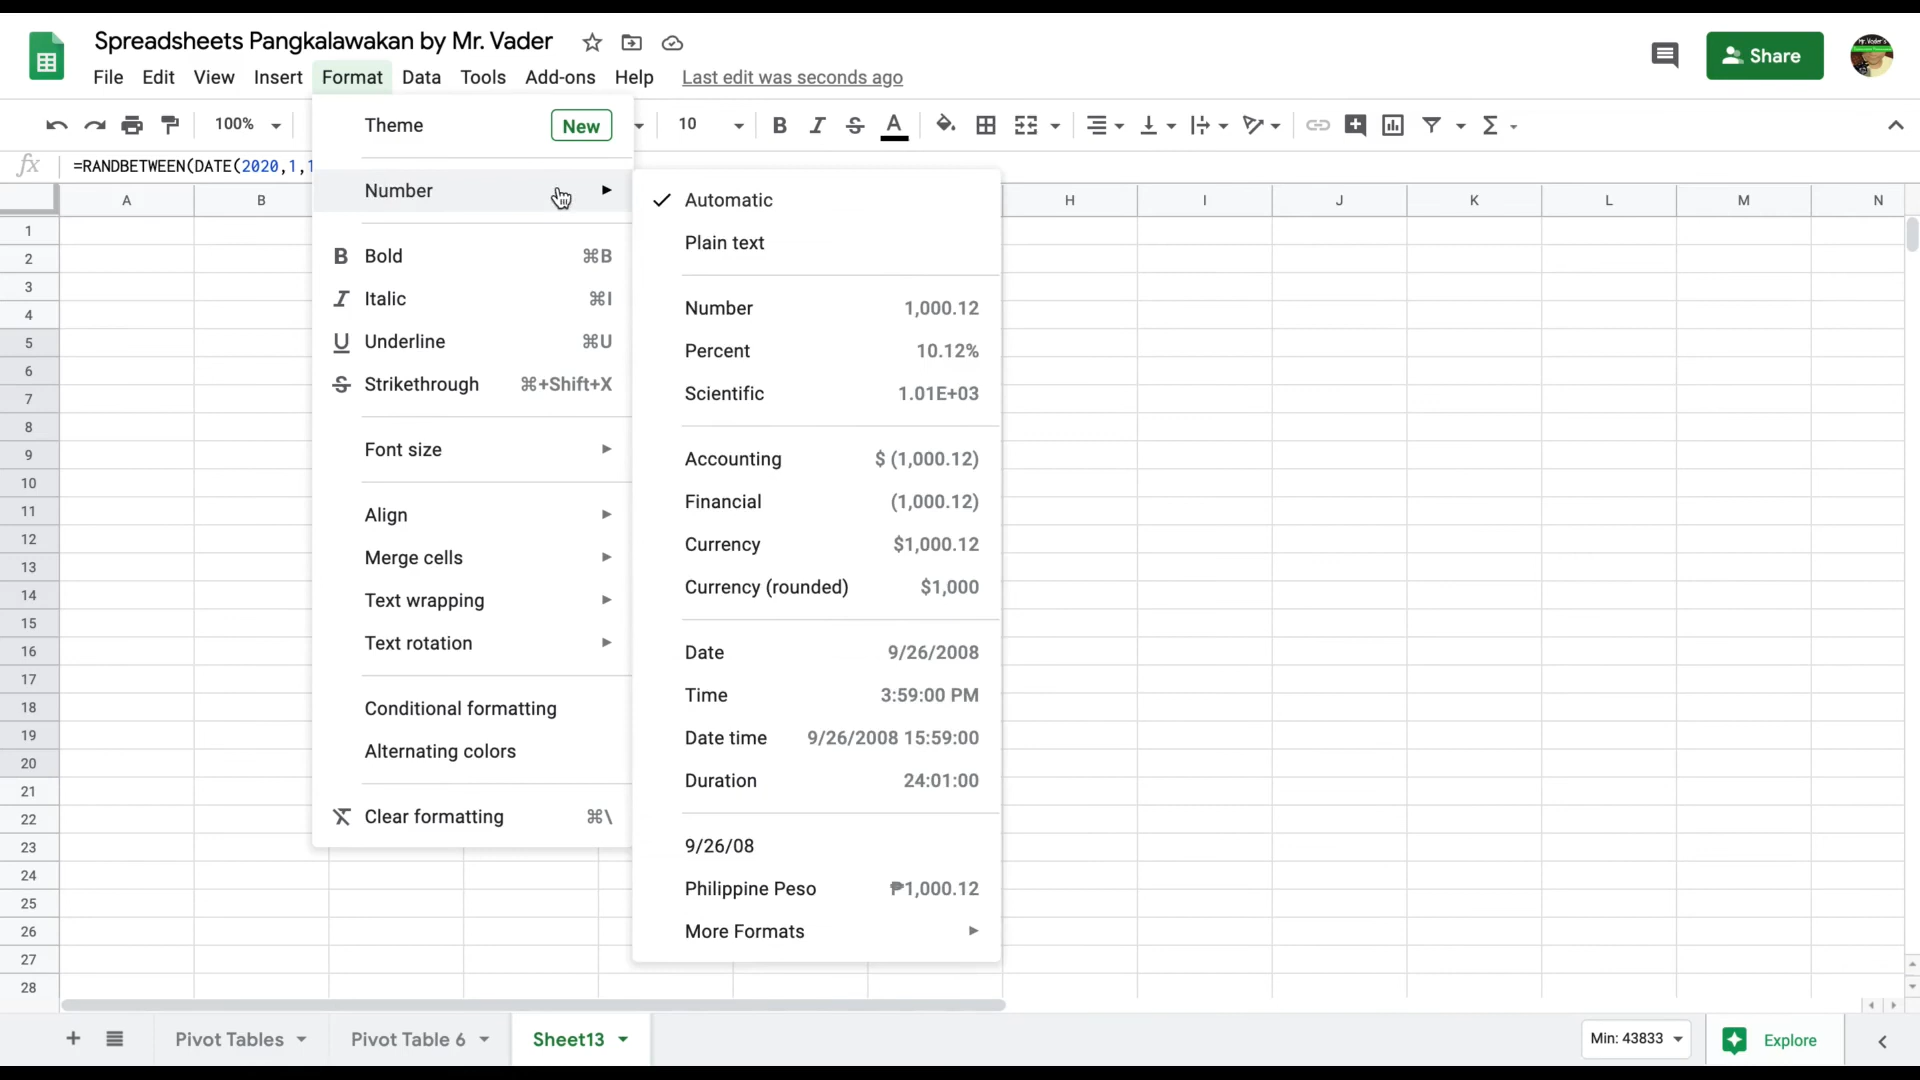 Spreadsheets Pangkalawakan by Mr. Vader
Share
File Edit View Insert Format Data Tools Add-ons Help Last edit was seconds ago
100% 10
fx =RANDBETWEEN(DATE(2020,1,1
Theme New
Number
Bold ⌘B
Italic ⌘I
Underline ⌘U
Strikethrough ⌘+Shift+X
Font size
Align
Merge cells
Text wrapping
Text rotation
Conditional formatting
Alternating colors
Clear formatting ⌘\
Automatic
Plain text
Number 1,000.12
Percent 10.12%
Scientific 1.01E+03
Accounting $ (1,000.12)
Financial (1,000.12)
Currency $1,000.12
Currency (rounded) $1,000
Date 9/26/2008
Time 3:59:00 PM
Date time 9/26/2008 15:59:00
Duration 24:01:00
9/26/08
Philippine Peso ₱1,000.12
More Formats
A B H I J K L M N
1
2
3
4
5
6
7
8
9
10
11
12
13
14
15
16
17
18
19
20
21
22
23
24
25
26
27
28
Pivot Tables Pivot Table 6 Sheet13 Min: 43833 Explore